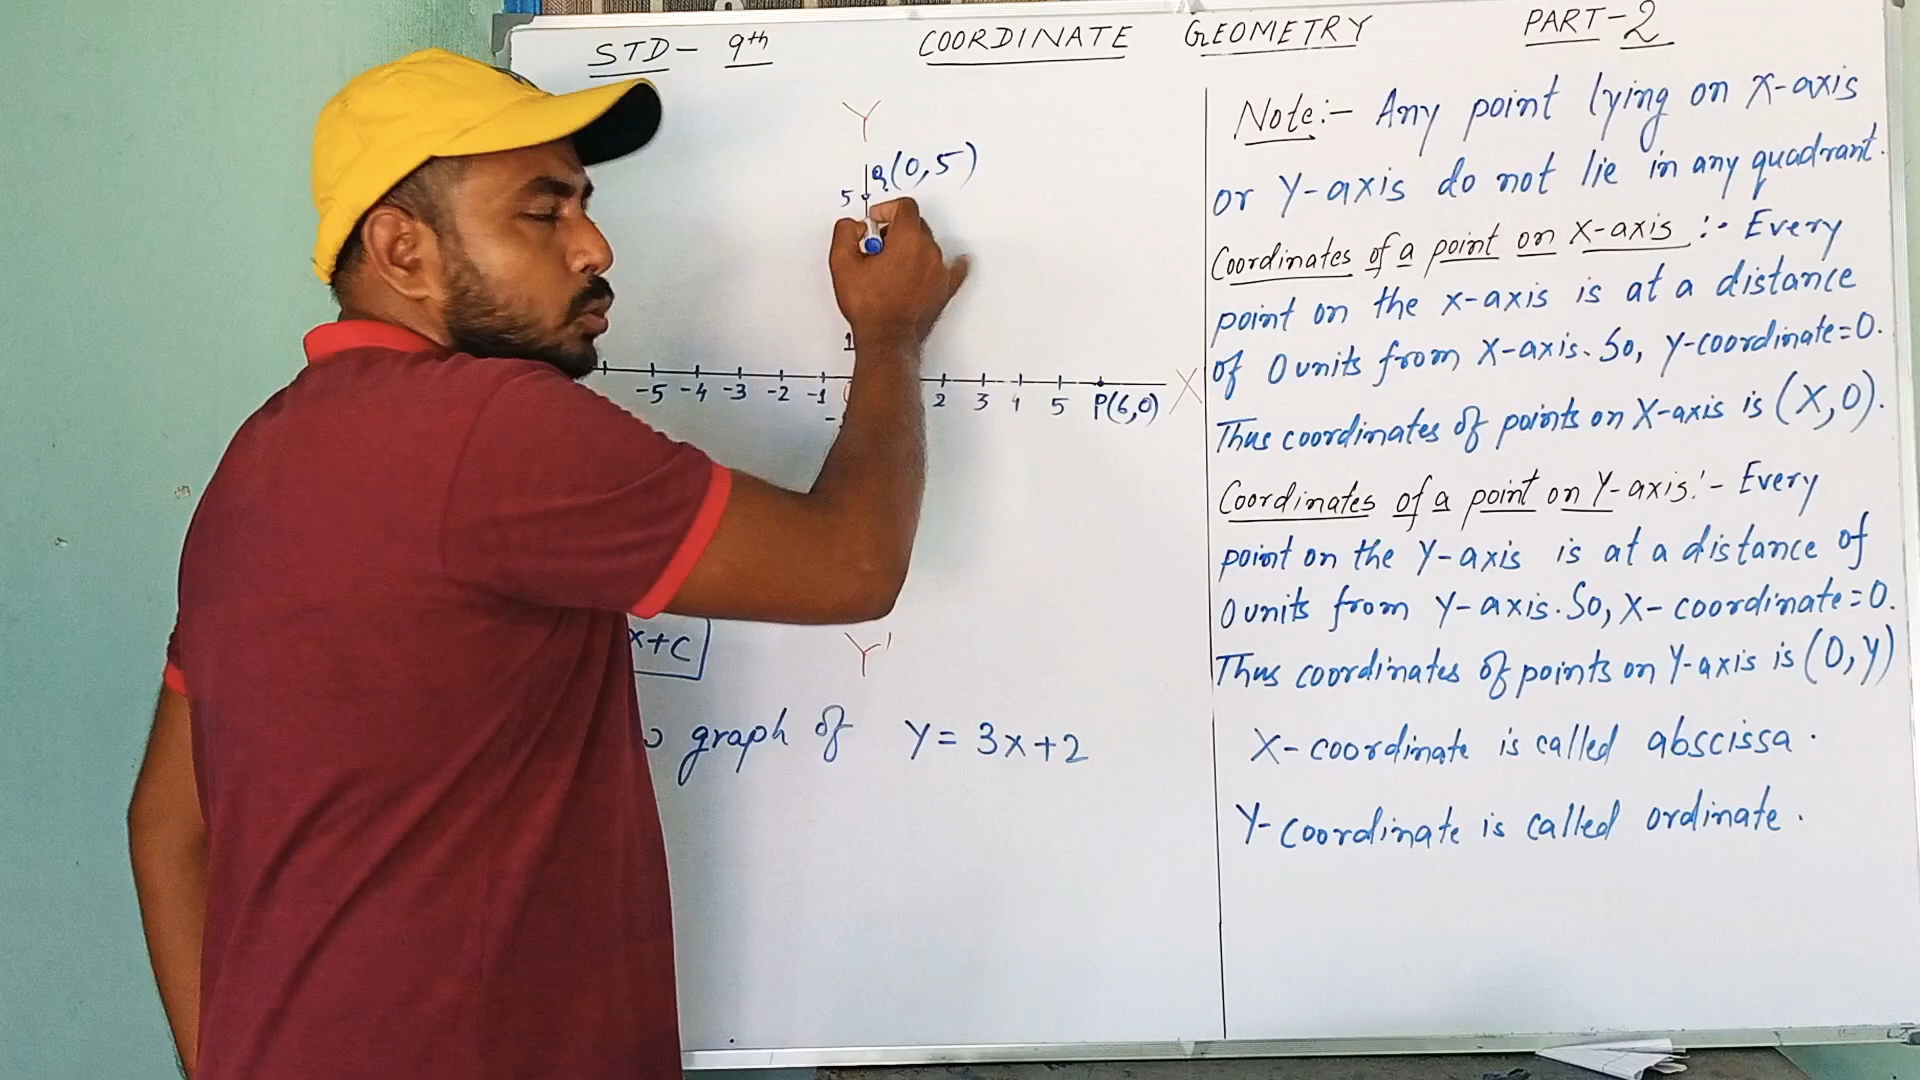 STD- 9th COORDINATE GEOMETRY PART-2
Y
Q(0,5)
5
1
-5 -4 -3 -2 -1 2 3 4 5 P(6,0) X
Y'
x+C
graph of Y= 3x+2
Note:- Any point lying on X-axis
or Y-axis do not lie in any quadrant.
Coordinates of a point on X-axis :- Every
point on the X-axis is at a distance
of 0 units from X-axis. So, Y-coordinate=0.
Thus coordinates of points on X-axis is (X,0).
Coordinates of a point on Y-axis:- Every
point on the Y-axis is at a distance of
0 units from Y-axis. So, X-coordinate=0.
Thus coordinates of points on Y-axis is (0,Y)
X-coordinate is called abscissa.
Y-coordinate is called ordinate.